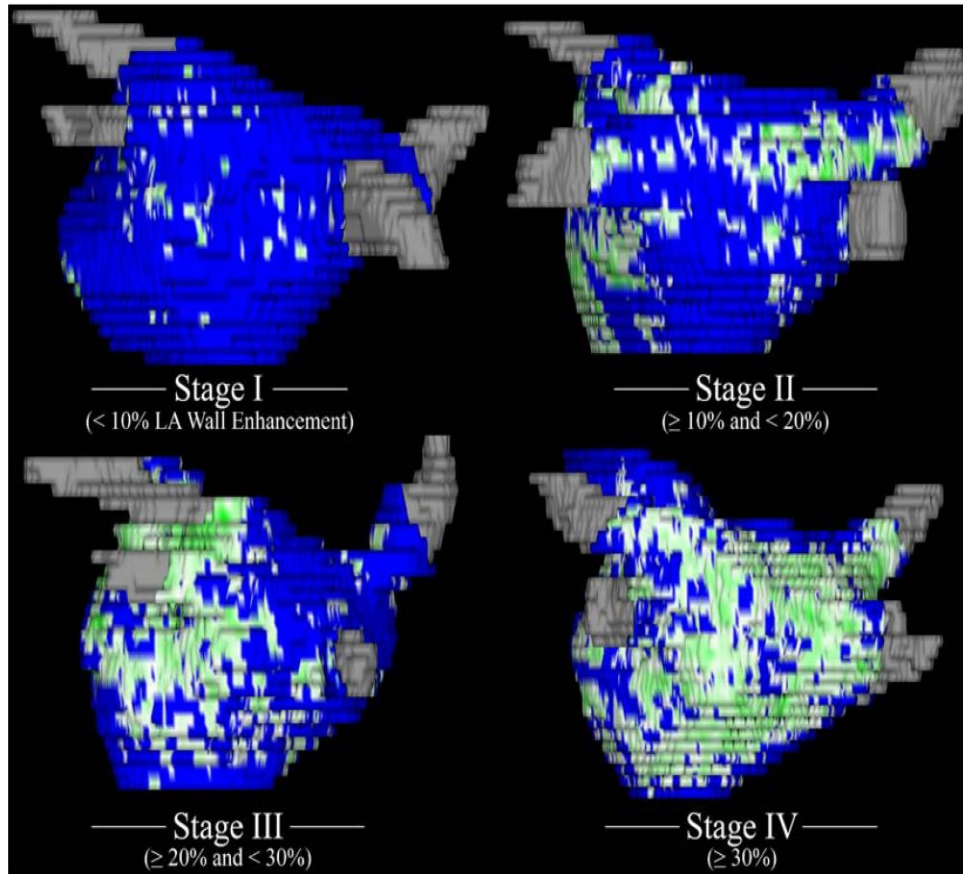 Stage I
(< 10% LA Wall Enhancement)
Stage II
(≥ 10% and < 20%)
Stage III
(≥ 20% and < 30%)
Stage IV
(≥ 30%)